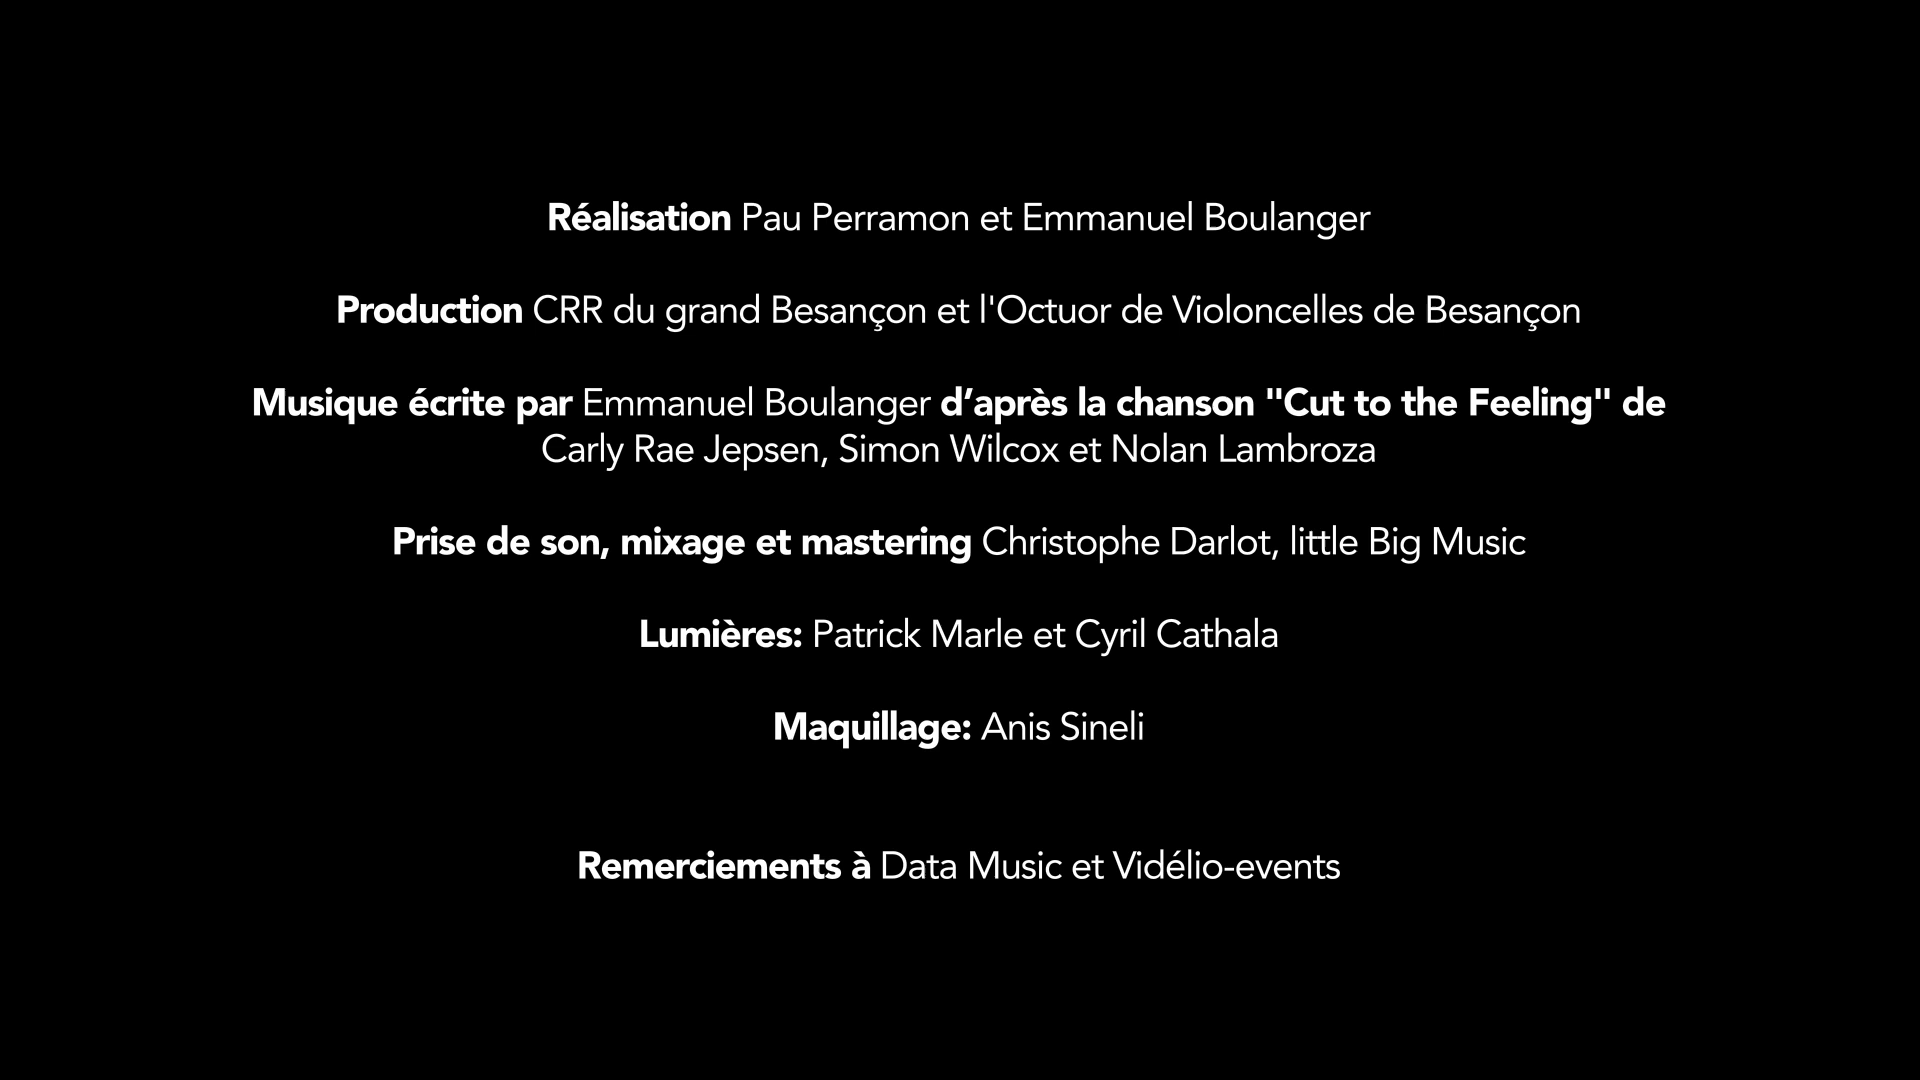 Réalisation Pau Perramon et Emmanuel Boulanger
Production CRR du grand Besançon et l'Octuor de Violoncelles de Besançon
Musique écrite par Emmanuel Boulanger d’après la chanson "Cut to the Feeling" de
Carly Rae Jepsen, Simon Wilcox et Nolan Lambroza
Prise de son, mixage et mastering Christophe Darlot, little Big Music
Lumières: Patrick Marle et Cyril Cathala
Maquillage: Anis Sineli
Remerciements à Data Music et Vidélio-events